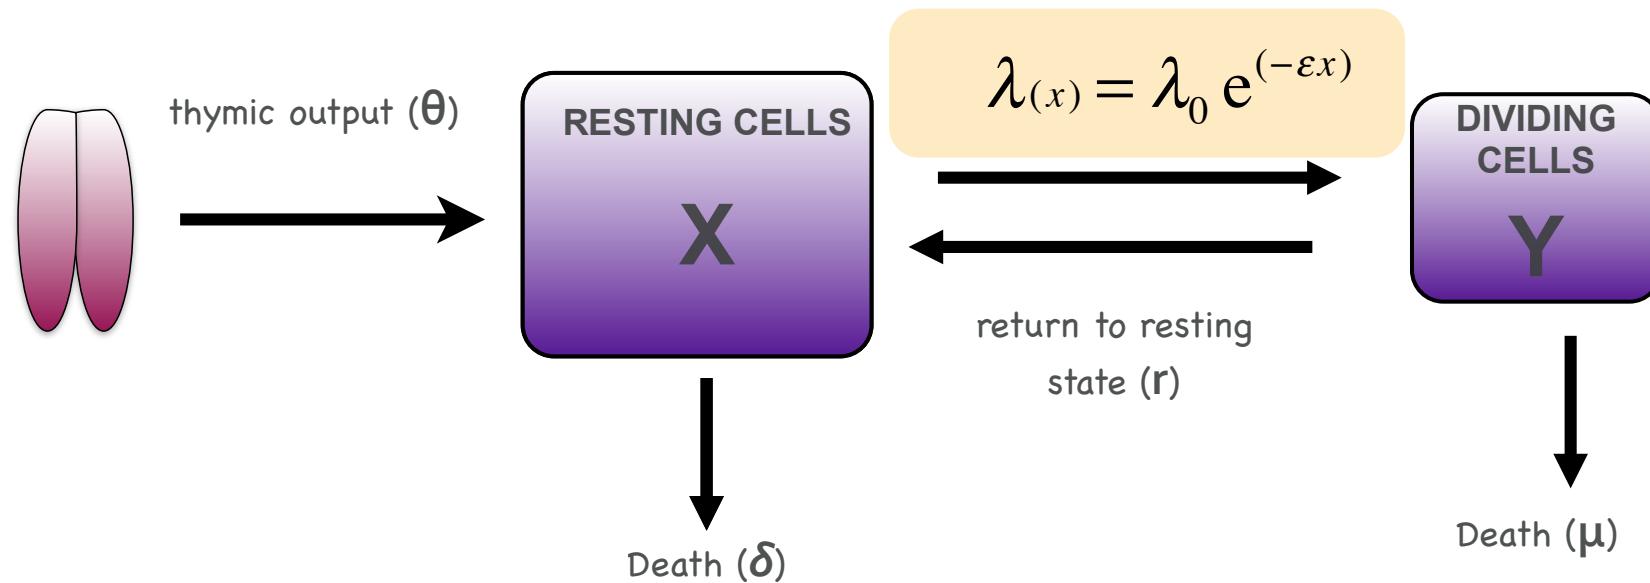 thymic output (θ)
RESTING CELLS
X
λ(x) = λ₀ e^(−εx)
DIVIDING
CELLS
Y
return to resting
state (r)
Death (δ)
Death (μ)